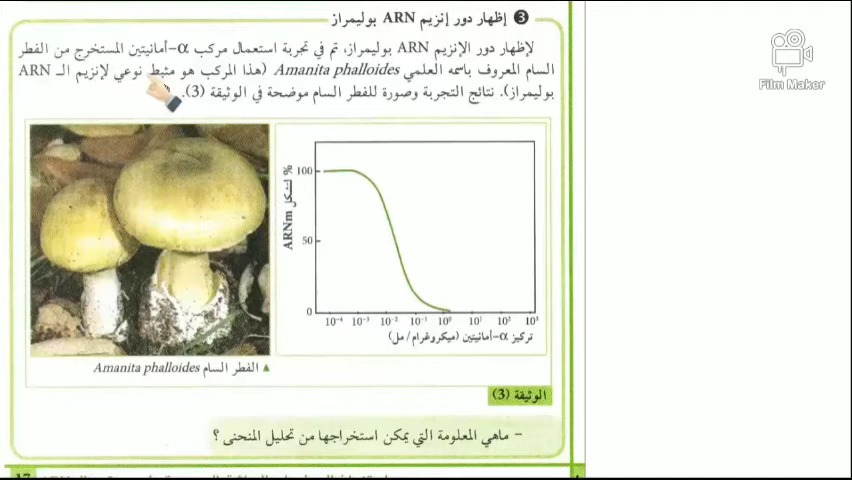 ❸ إظهار دور إنزيم ARN بوليمراز
لإظهار دور الإنزيم ARN بوليمراز، تم في تجربة استعمال مركب α-أمانيتين المستخرج من الفطر
السام المعروف باسمه العلمي Amanita phalloides (هذا المركب هو مثبط نوعي لإنزيم الـ ARN
بوليمراز). نتائج التجربة وصورة للفطر السام موضحة في الوثيقة (3).
Film Maker
% لتشكل ARNm
100
50
0
10⁻⁴ 10⁻³ 10⁻² 10⁻¹ 10⁰ 10¹ 10² 10³
تركيز α-أمانيتين (ميكروغرام/مل)
▲ الفطر السام Amanita phalloides
الوثيقة (3)
- ماهي المعلومة التي يمكن استخراجها من تحليل المنحنى ؟
17